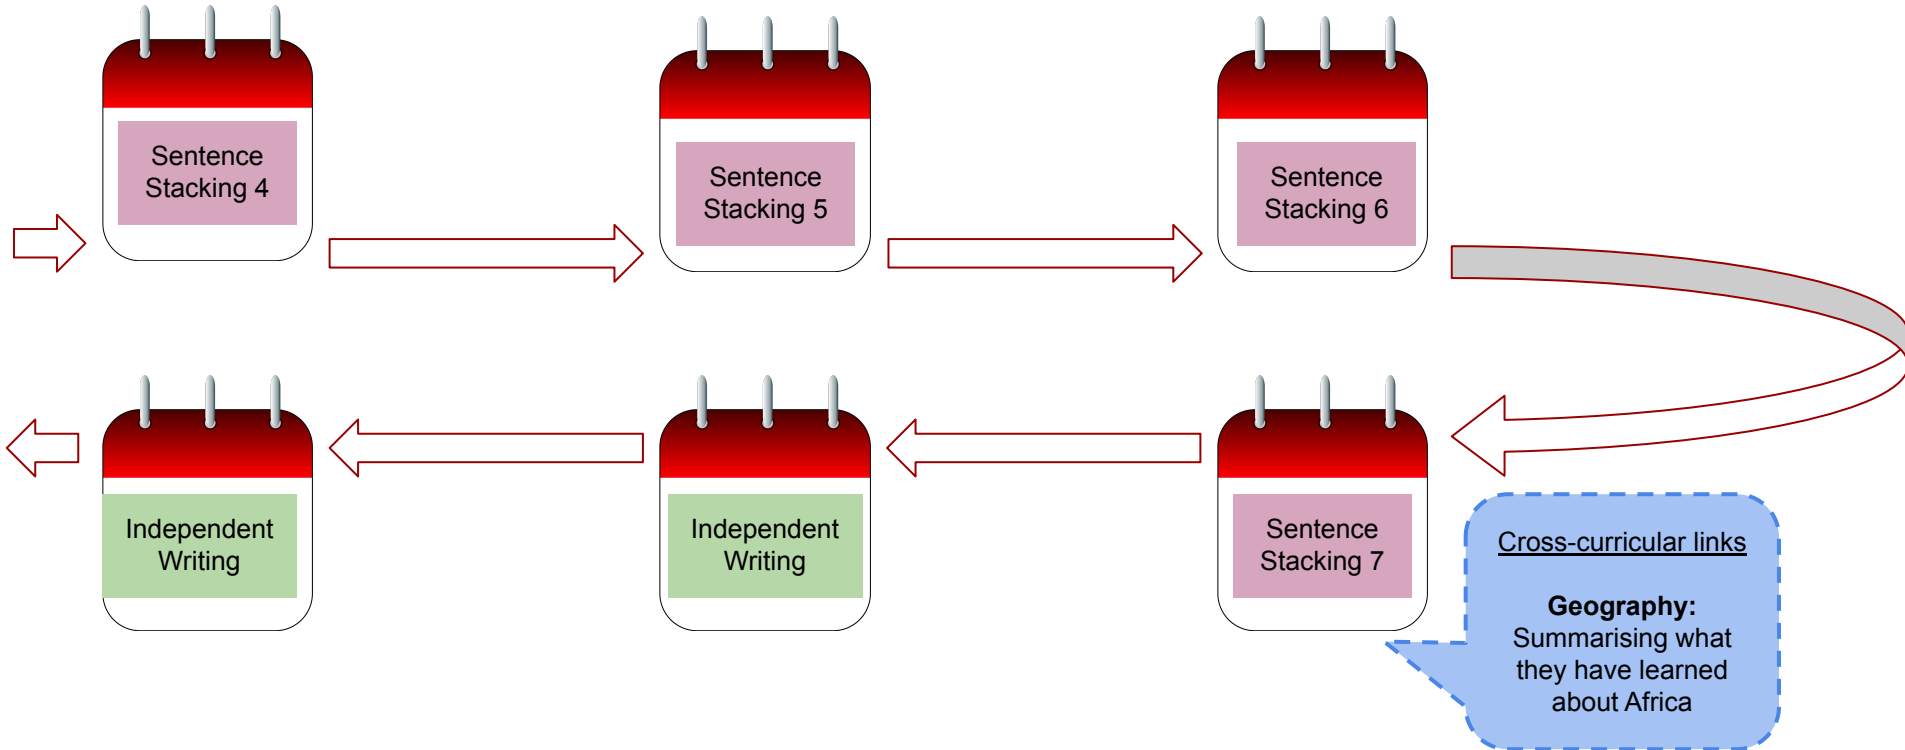 Sentence
Stacking 4
Sentence
Stacking 5
Sentence
Stacking 6
Independent
Writing
Independent
Writing
Sentence
Stacking 7
Cross-curricular links
Geography:
Summarising what
they have learned
about Africa